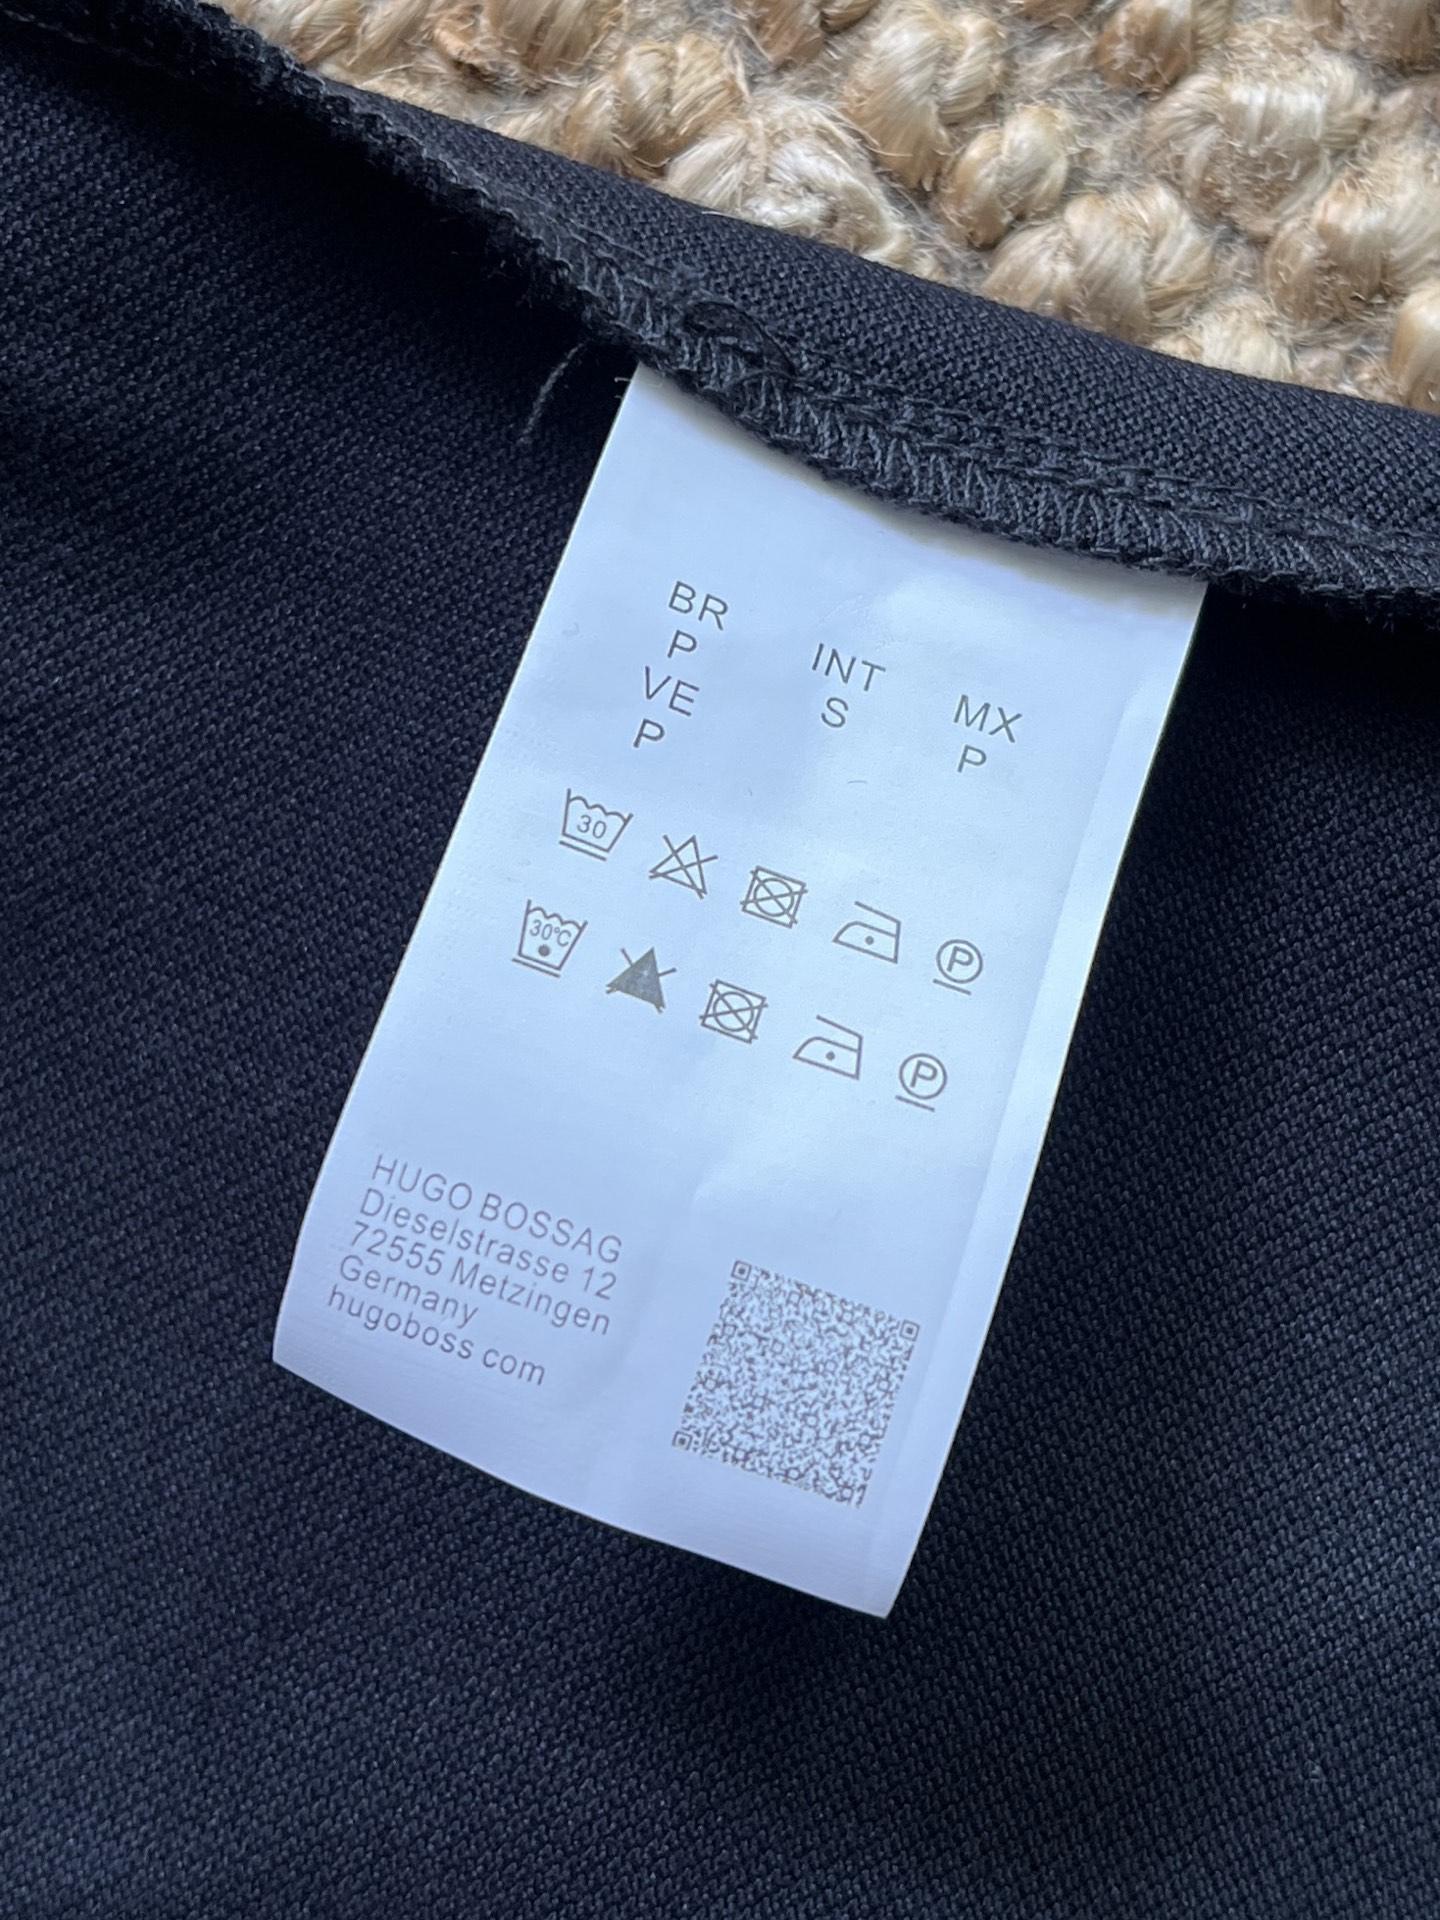 BR
P
INT
S
MX
P
VE
P
30
P
30°C
P
HUGO BOSSAG
Dieselstrasse 12
72555 Metzingen
Germany
hugoboss com